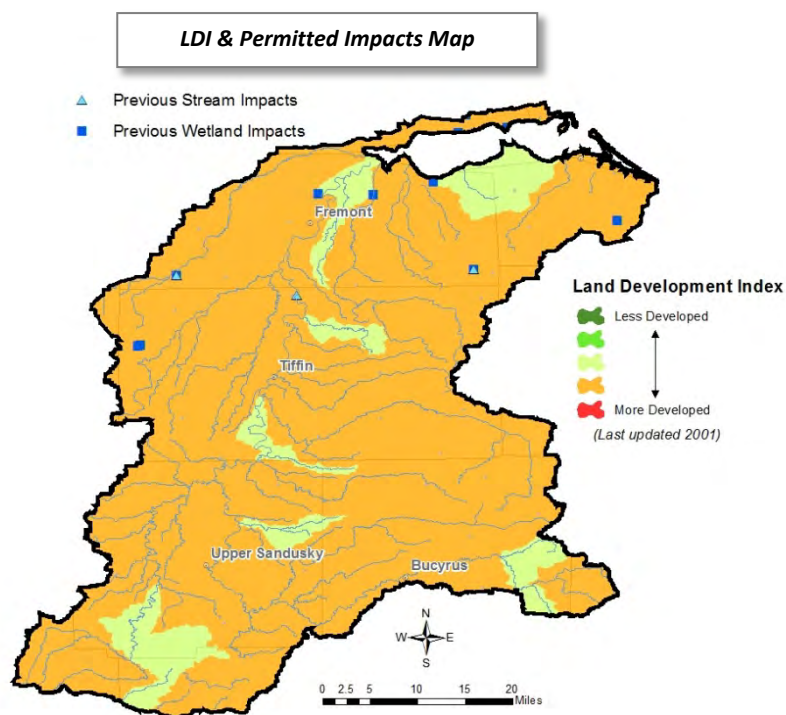 LDI & Permitted Impacts Map
Previous Stream Impacts
Previous Wetland Impacts
Fremont
Land Development Index
Less Developed
More Developed
(Last updated 2001)
Tiffin
Upper Sandusky
Bucyrus
N
W E
S
0 2.5 5 10 15 20
Miles